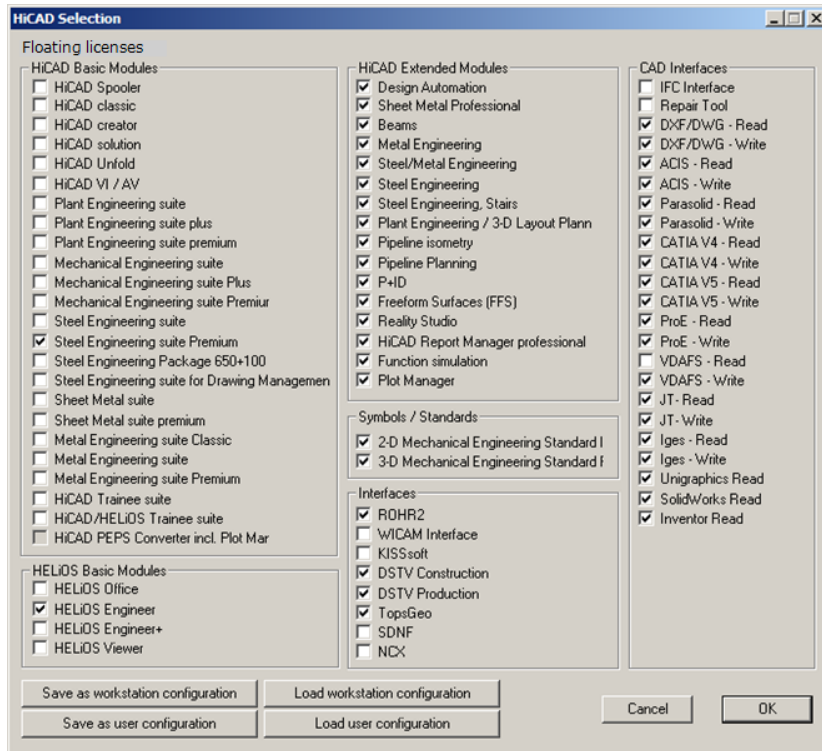 HiCAD Selection
Floating licenses
HiCAD Basic Modules
HiCAD Spooler
HiCAD classic
HiCAD creator
HiCAD solution
HiCAD Unfold
HiCAD VI / AV
Plant Engineering suite
Plant Engineering suite plus
Plant Engineering suite premium
Mechanical Engineering suite
Mechanical Engineering suite Plus
Mechanical Engineering suite Premiur
Steel Engineering suite
Steel Engineering suite Premium
Steel Engineering Package 650+100
Steel Engineering suite for Drawing Managemen
Sheet Metal suite
Sheet Metal suite premium
Metal Engineering suite Classic
Metal Engineering suite
Metal Engineering suite Premium
HiCAD Trainee suite
HiCAD/HELiOS Trainee suite
HiCAD PEPS Converter incl. Plot Mar
HELiOS Basic Modules
HELiOS Office
HELiOS Engineer
HELiOS Engineer+
HELiOS Viewer
HiCAD Extended Modules
Design Automation
Sheet Metal Professional
Beams
Metal Engineering
Steel/Metal Engineering
Steel Engineering
Steel Engineering, Stairs
Plant Engineering / 3-D Layout Plann
Pipeline isometry
Pipeline Planning
P+ID
Freeform Surfaces (FFS)
Reality Studio
HiCAD Report Manager professional
Function simulation
Plot Manager
Symbols / Standards
2-D Mechanical Engineering Standard I
3-D Mechanical Engineering Standard F
Interfaces
ROHR2
WICAM Interface
KISSsoft
DSTV Construction
DSTV Production
TopsGeo
SDNF
NCX
CAD Interfaces
IFC Interface
Repair Tool
DXF/DWG - Read
DXF/DWG - Write
ACIS - Read
ACIS - Write
Parasolid - Read
Parasolid - Write
CATIA V4 - Read
CATIA V4 - Write
CATIA V5 - Read
CATIA V5 - Write
ProE - Read
ProE - Write
VDAFS - Read
VDAFS - Write
JT- Read
JT- Write
Iges - Read
Iges - Write
Unigraphics Read
SolidWorks Read
Inventor Read
Save as workstation configuration
Load workstation configuration
Save as user configuration
Load user configuration
Cancel
OK